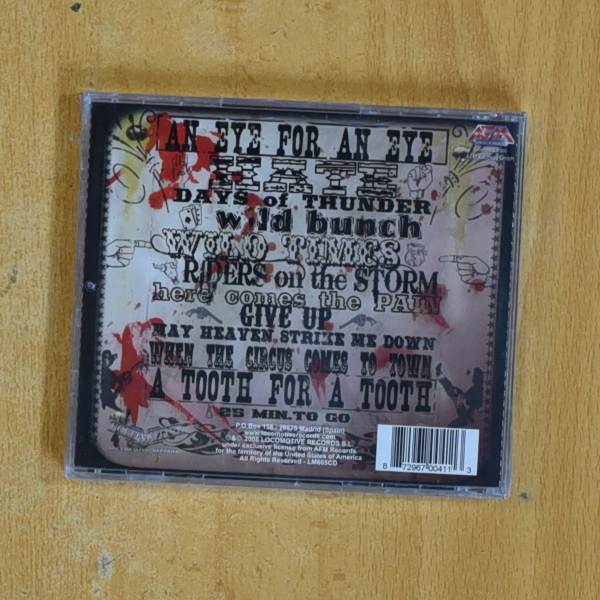 AN EYE FOR AN EYE
HATE
DAYS of THUNDER
wild bunch
WILD TIMES
RIDERS on the STORM
here comes the PAIN
GIVE UP
MAY HEAVEN STRIKE ME DOWN
WHEN THE CIRCUS COMES TO TOWN
A TOOTH FOR A TOOTH
25 MIN. TO GO
AFM
P.O.Box 158 - 28670 Madrid (Spain)
www.locomotiverecords.com
©&℗ 2008 LOCOMOTIVE RECORDS S.L.
under exclusive license from AFM Records
for the territory of the United States of America
All Rights Reserved - LM665CD
8 72967 00411 3